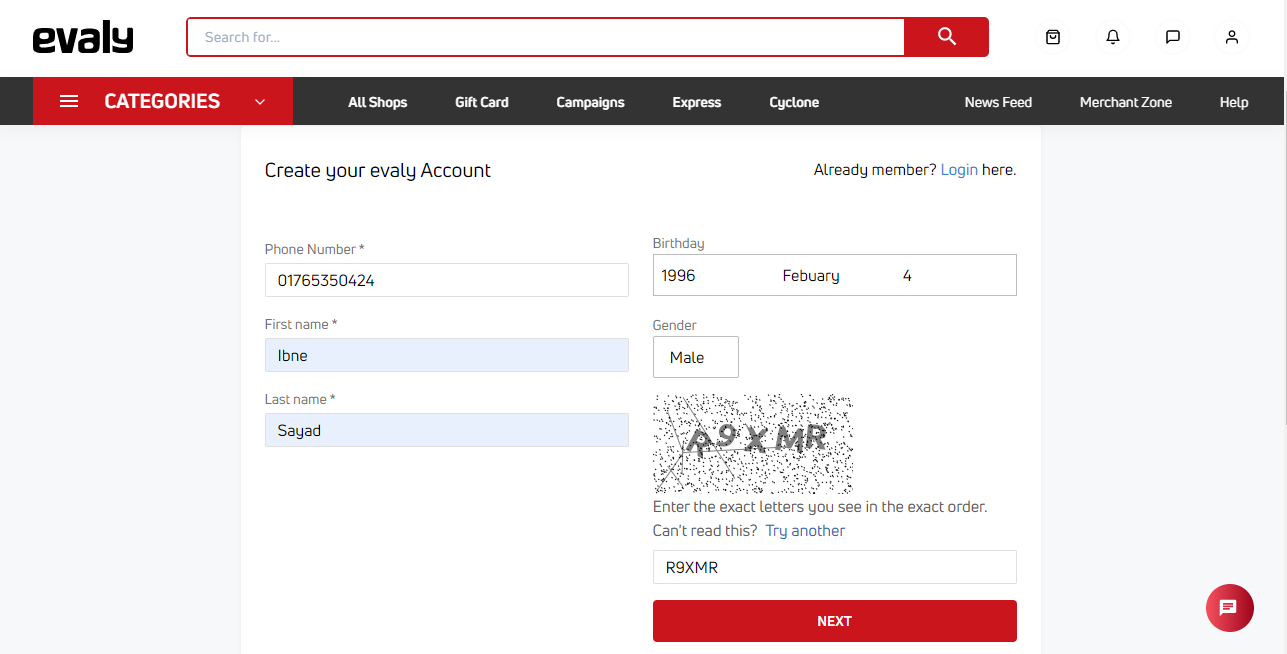 evaly
Search for...
CATEGORIES
All Shops
Gift Card
Campaigns
Express
Cyclone
News Feed
Merchant Zone
Help
Create your evaly Account
Already member? Login here.
Phone Number *
01765350424
First name *
Ibne
Last name *
Sayad
Birthday
1996 Febuary 4
Gender
Male
R9XMR
Enter the exact letters you see in the exact order.
Can't read this? Try another
R9XMR
NEXT